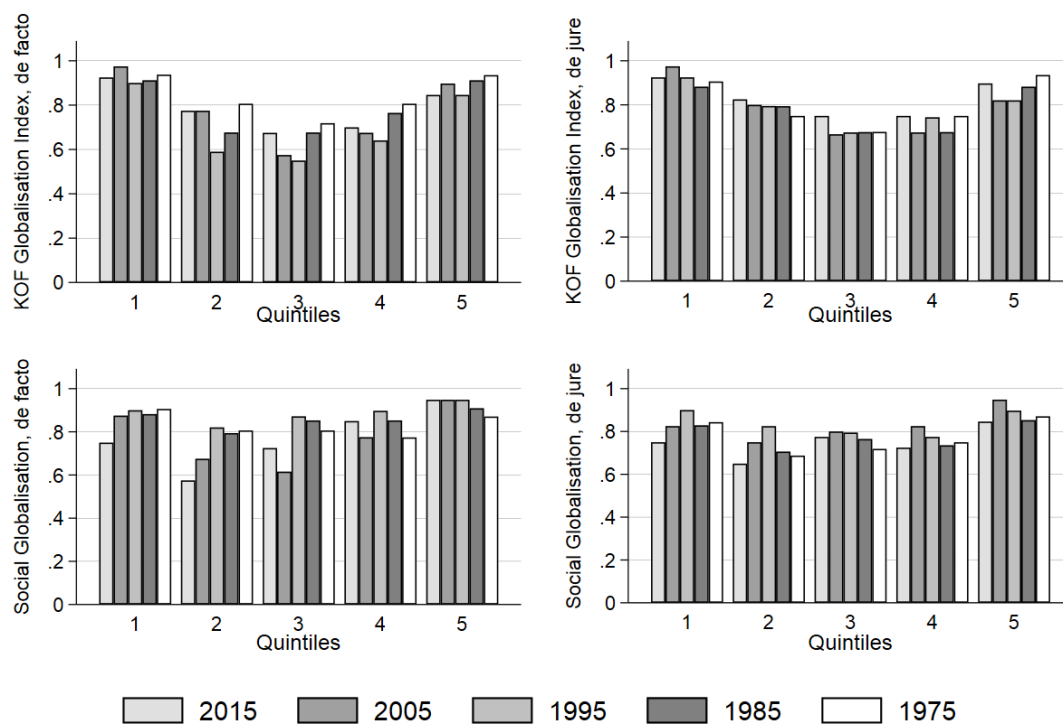 KOF Globalisation Index, de facto
1
.8
.6
.4
.2
0
1 2 3 4 5
Quintiles
KOF Globalisation Index, de jure
1
.8
.6
.4
.2
0
1 2 3 4 5
Quintiles
Social Globalisation, de facto
1
.8
.6
.4
.2
0
1 2 3 4 5
Quintiles
Social Globalisation, de jure
1
.8
.6
.4
.2
0
1 2 3 4 5
Quintiles
2015 2005 1995 1985 1975